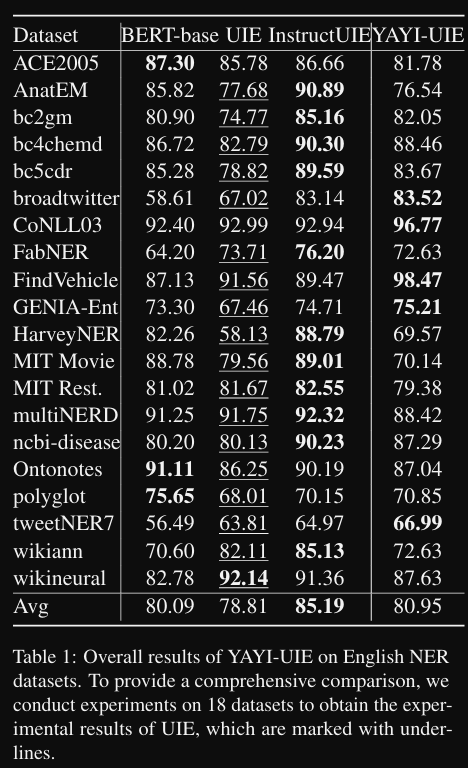 Dataset BERT-base UIE InstructUIE YAYI-UIE
ACE2005 87.30 85.78 86.66 81.78
AnatEM 85.82 77.68 90.89 76.54
bc2gm 80.90 74.77 85.16 82.05
bc4chemd 86.72 82.79 90.30 88.46
bc5cdr 85.28 78.82 89.59 83.67
broadtwitter 58.61 67.02 83.14 83.52
CoNLL03 92.40 92.99 92.94 96.77
FabNER 64.20 73.71 76.20 72.63
FindVehicle 87.13 91.56 89.47 98.47
GENIA-Ent 73.30 67.46 74.71 75.21
HarveyNER 82.26 58.13 88.79 69.57
MIT Movie 88.78 79.56 89.01 70.14
MIT Rest. 81.02 81.67 82.55 79.38
multiNERD 91.25 91.75 92.32 88.42
ncbi-disease 80.20 80.13 90.23 87.29
Ontonotes 91.11 86.25 90.19 87.04
polyglot 75.65 68.01 70.15 70.85
tweetNER7 56.49 63.81 64.97 66.99
wikiann 70.60 82.11 85.13 72.63
wikineural 82.78 92.14 91.36 87.63
Avg 80.09 78.81 85.19 80.95
Table 1: Overall results of YAYI-UIE on English NER
datasets. To provide a comprehensive comparison, we
conduct experiments on 18 datasets to obtain the exper-
imental results of UIE, which are marked with under-
lines.